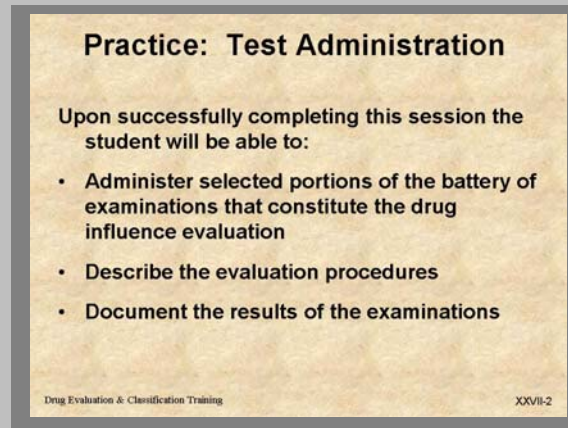 Practice: Test Administration
Upon successfully completing this session the
student will be able to:
• Administer selected portions of the battery of
examinations that constitute the drug
influence evaluation
• Describe the evaluation procedures
• Document the results of the examinations
Drug Evaluation & Classification Training
XXVII-2